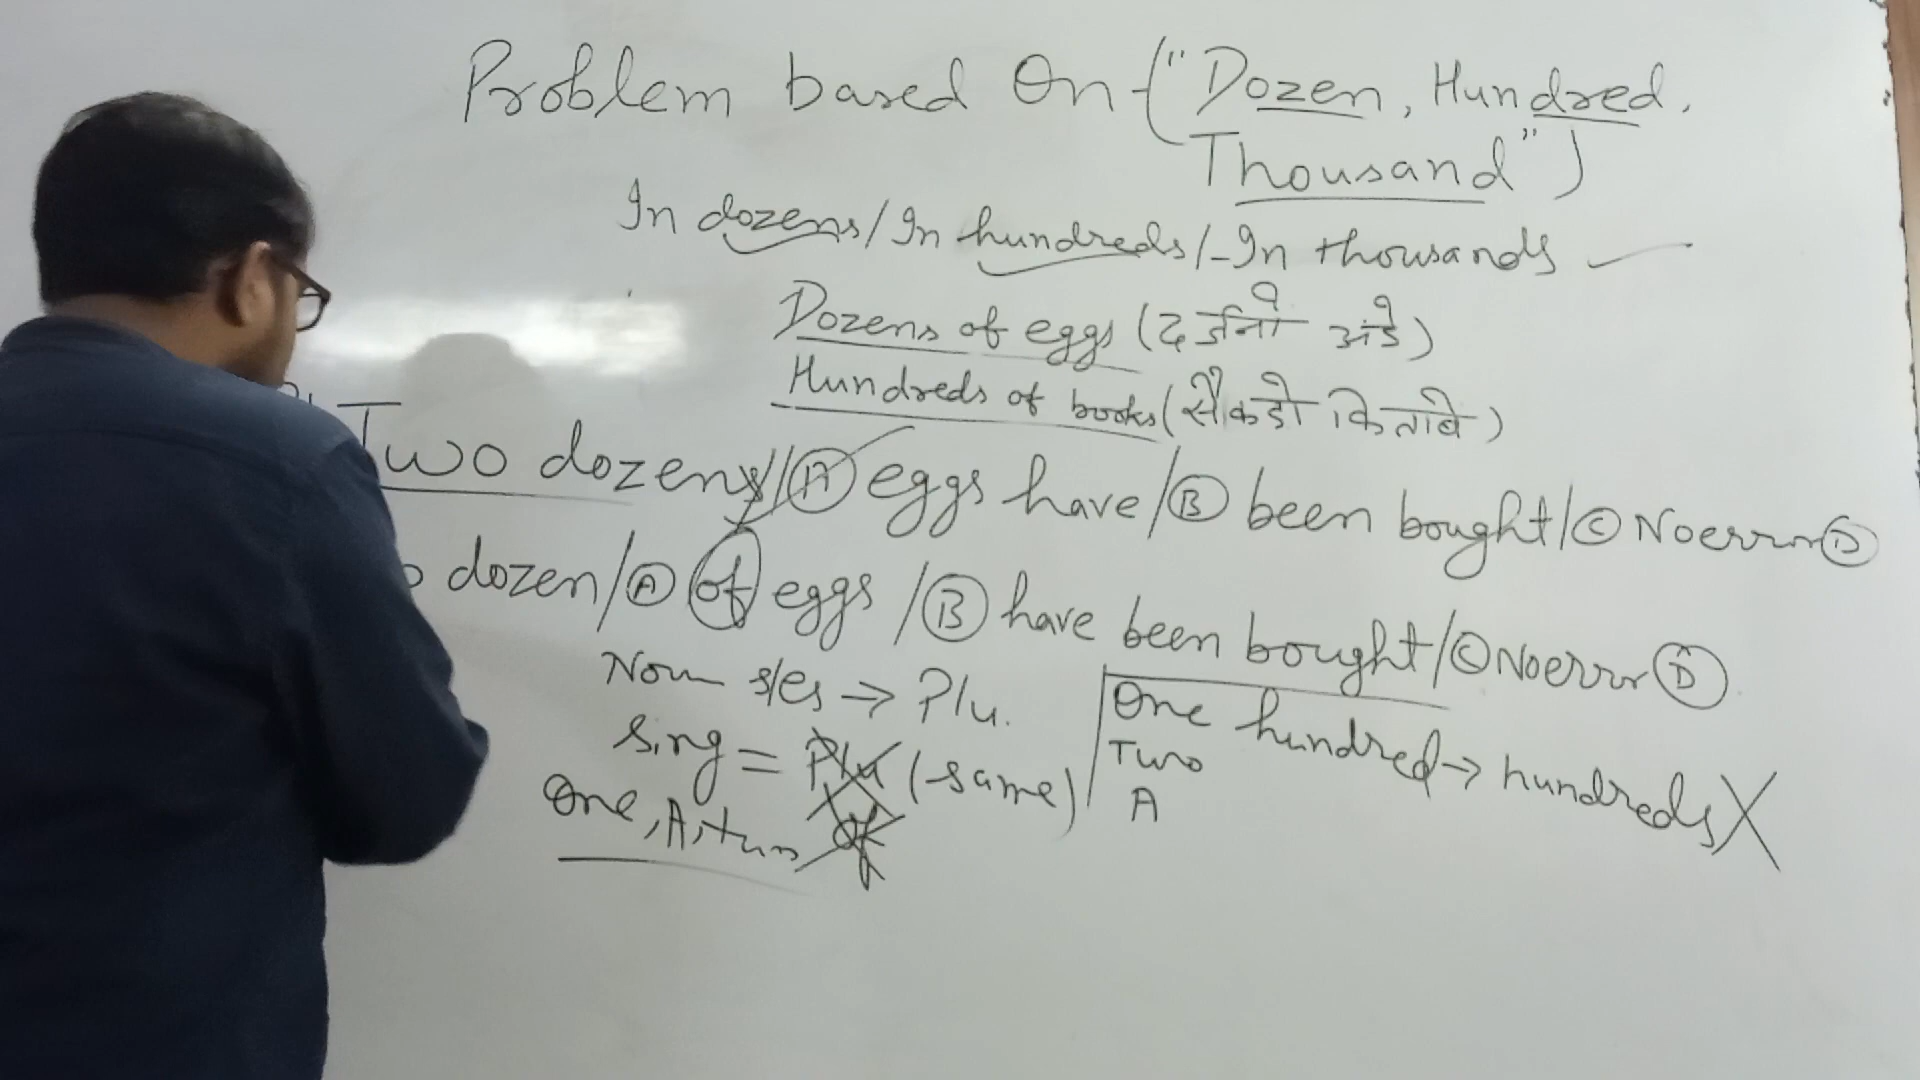 Problem based On - ("Dozen, Hundred,
Thousand")
In dozens / In hundreds / In thousands
Dozens of eggs (दर्जनो अंडे)
Hundreds of books (सैकडो किताबे)
Two dozens / (A) eggs have / (B) been bought / (C) No error (D)
dozen / (A) of eggs / (B) have been bought / (C) No error (D)
Noun s/es → Plu.
Sing = Plu (same)
One, A, two of
One hundred → hundreds X
Two
A